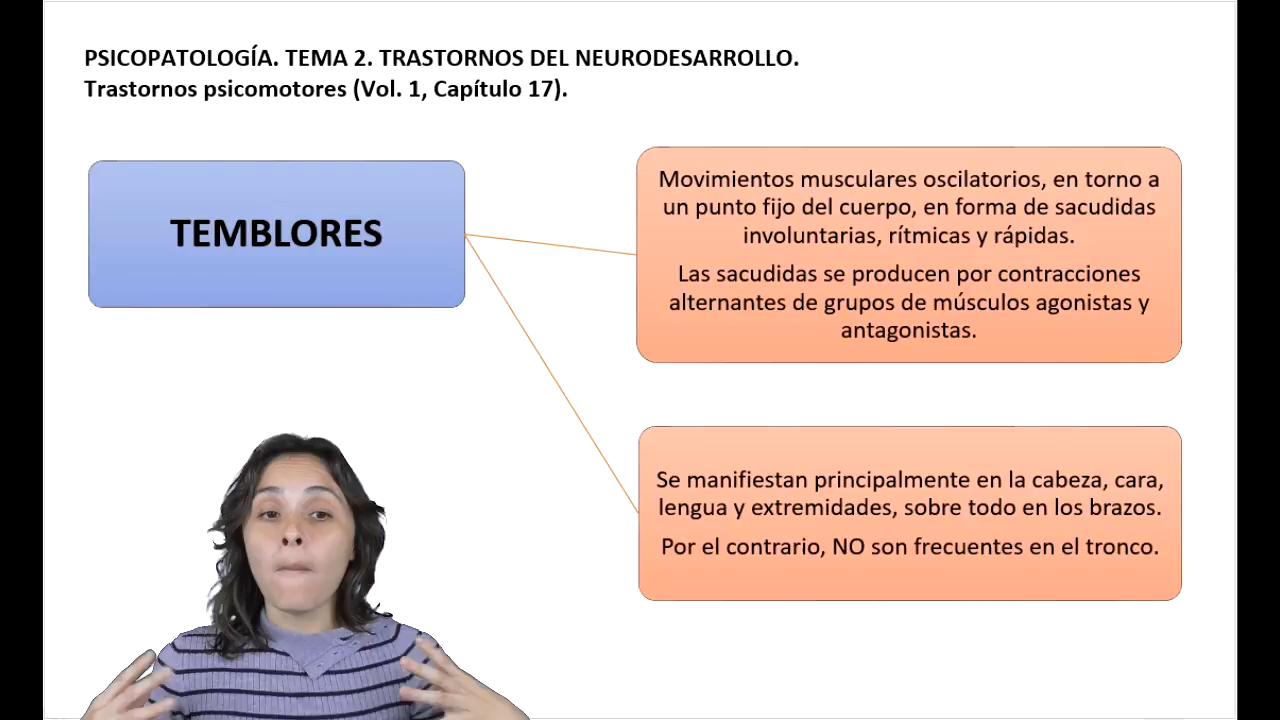 PSICOPATOLOGÍA. TEMA 2. TRASTORNOS DEL NEURODESARROLLO.
Trastornos psicomotores (Vol. 1, Capítulo 17).
TEMBLORES
Movimientos musculares oscilatorios, en torno a
un punto fijo del cuerpo, en forma de sacudidas
involuntarias, rítmicas y rápidas.
Las sacudidas se producen por contracciones
alternantes de grupos de músculos agonistas y
antagonistas.
Se manifiestan principalmente en la cabeza, cara,
lengua y extremidades, sobre todo en los brazos.
Por el contrario, NO son frecuentes en el tronco.